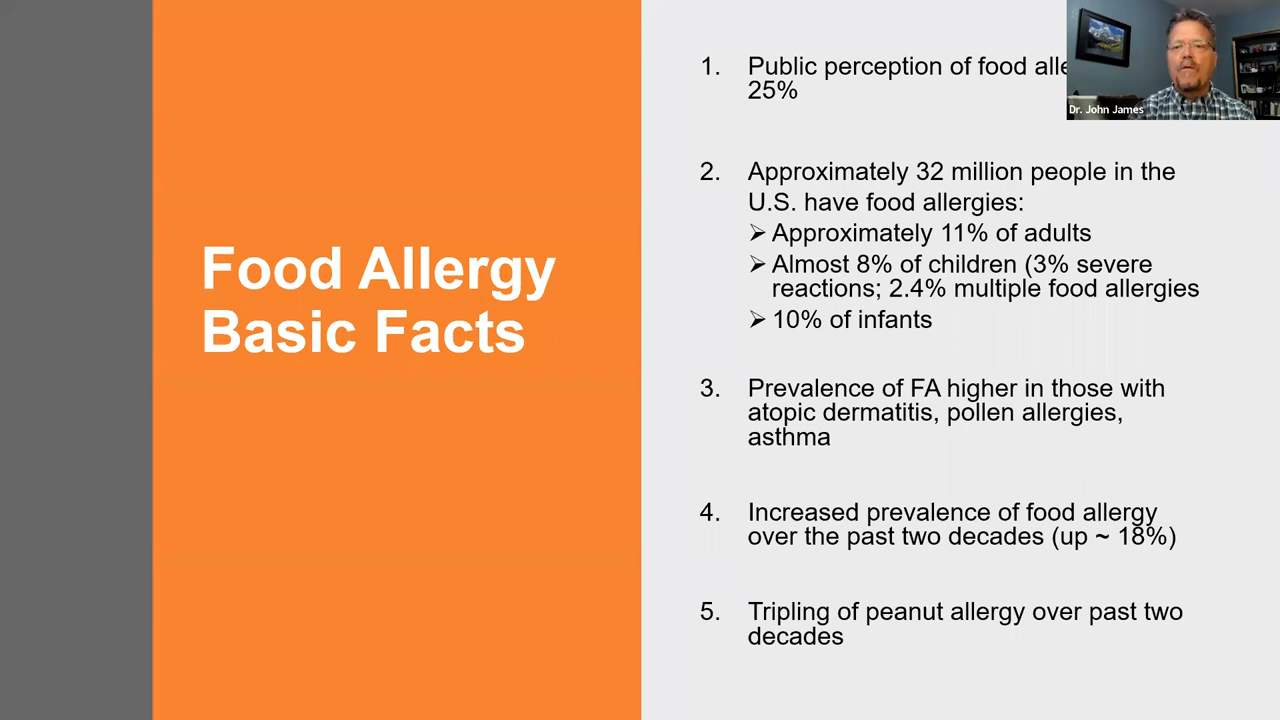 Food Allergy
Basic Facts
1. Public perception of food
25%
2. Approximately 32 million people in the
U.S. have food allergies:
➢ Approximately 11% of adults
➢ Almost 8% of children (3% severe
reactions; 2.4% multiple food allergies
➢ 10% of infants
3. Prevalence of FA higher in those with
atopic dermatitis, pollen allergies,
asthma
4. Increased prevalence of food allergy
over the past two decades (up ~ 18%)
5. Tripling of peanut allergy over past two
decades
Dr. John James